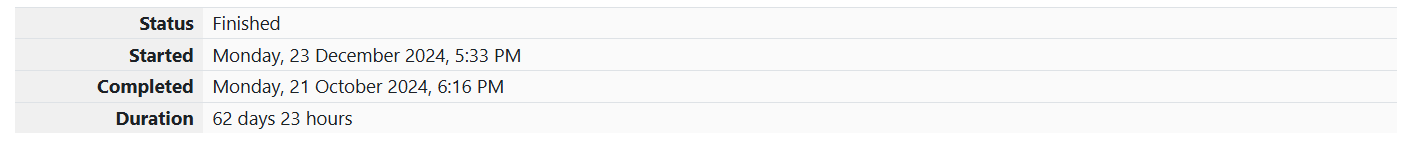 Status Finished
Started Monday, 23 December 2024, 5:33 PM
Completed Monday, 21 October 2024, 6:16 PM
Duration 62 days 23 hours